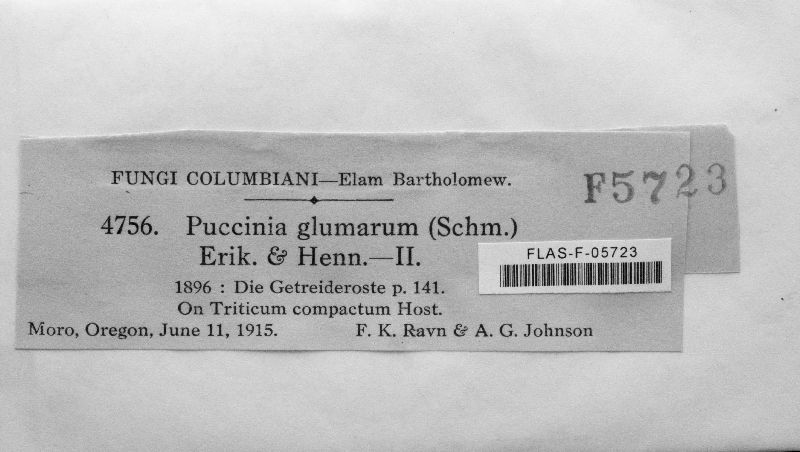 FUNGI COLUMBIANI—Elam Bartholomew.
F5723
4756. Puccinia glumarum (Schm.)
Erik. & Henn.—II.
FLAS-F-05723
1896 : Die Getreideroste p. 141.
On Triticum compactum Host.
Moro, Oregon, June 11, 1915. F. K. Ravn & A. G. Johnson